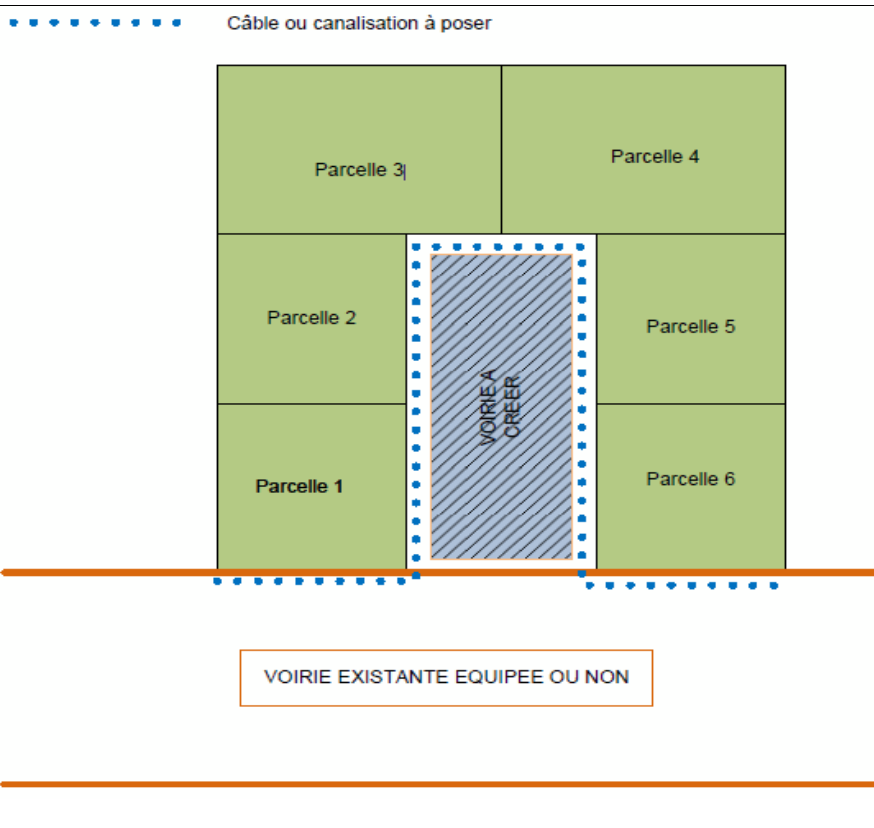 Câble ou canalisation à poser
Parcelle 3
Parcelle 4
Parcelle 2
Parcelle 5
VOIRIE A
CREER
Parcelle 1
Parcelle 6
VOIRIE EXISTANTE EQUIPEE OU NON